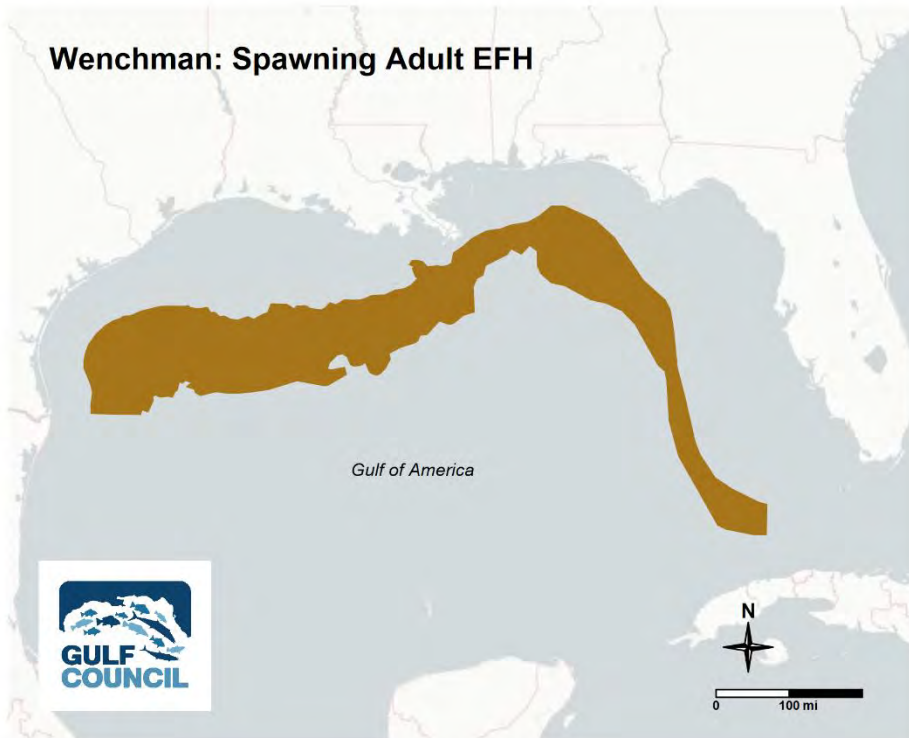 Wenchman: Spawning Adult EFH
Gulf of America
GULF
COUNCIL
N
0 100 mi